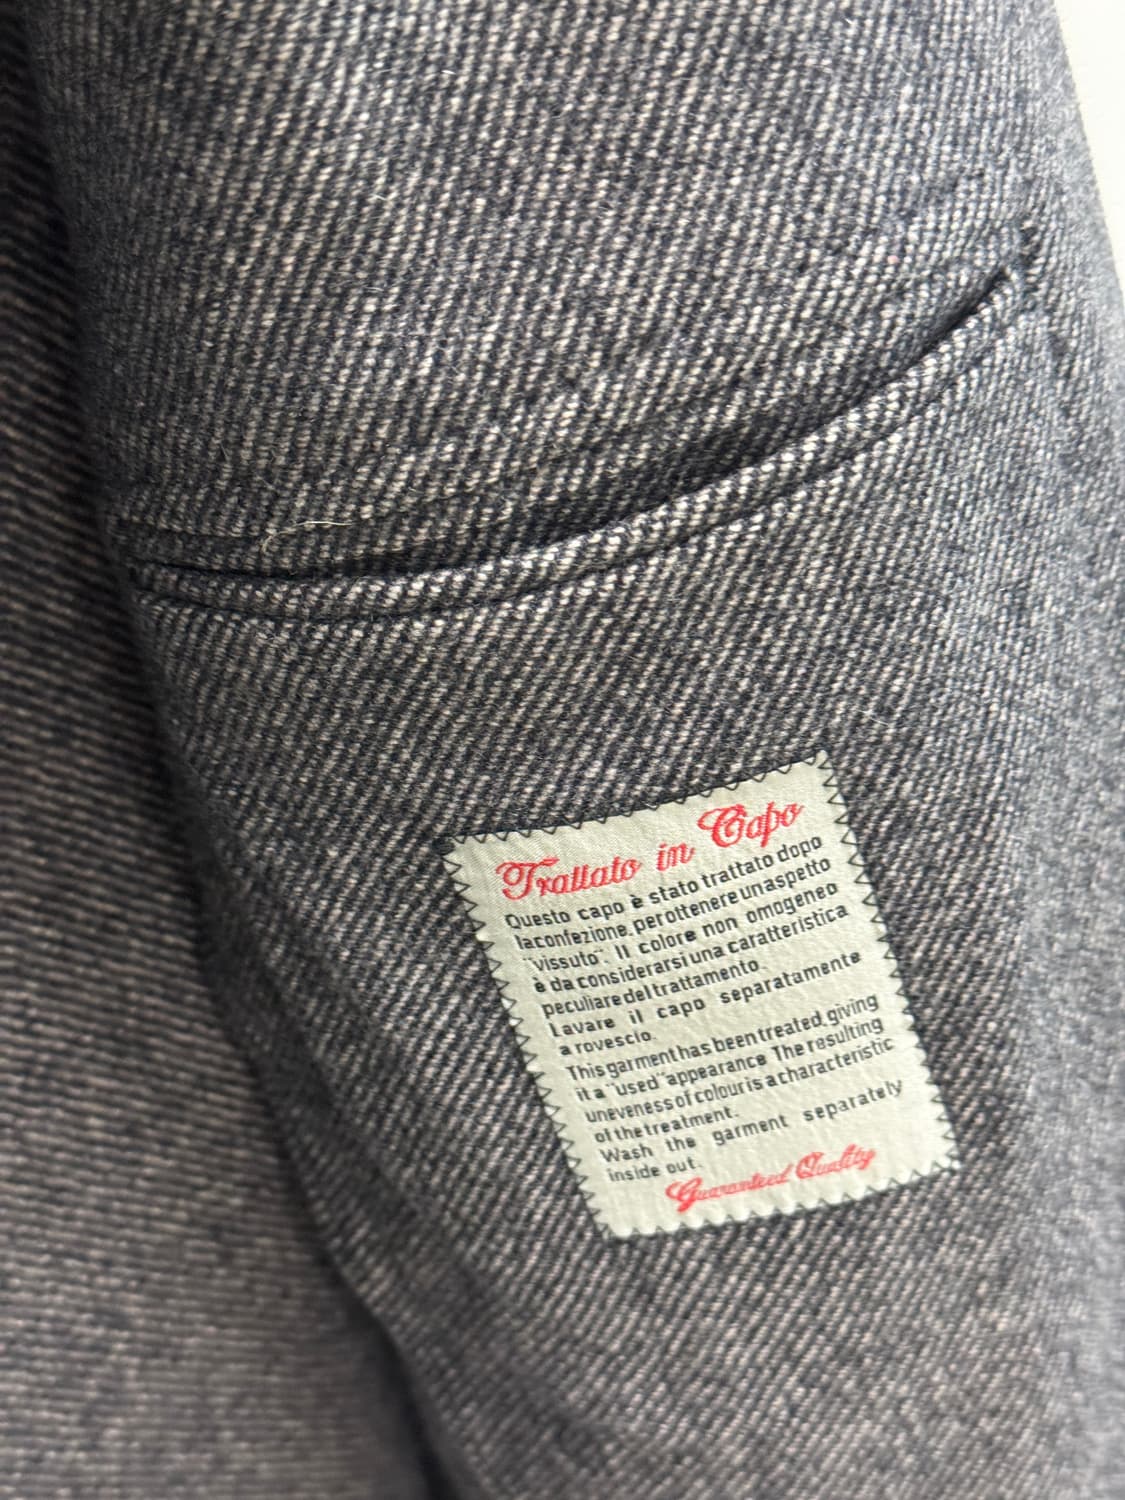 Trattato in Capo
Questo capo è stato trattato dopo
la confezione, per ottenere un aspetto
"vissuto". Il colore non omogeneo
è da considerarsi una caratteristica
peculiare del trattamento.
Lavare il capo separatamente
a rovescio.
This garment has been treated, giving
it a "used" appearance. The resulting
uneveness of colour is a characteristic
of the treatment.
Wash the garment separately
inside out.
Guaranteed Quality